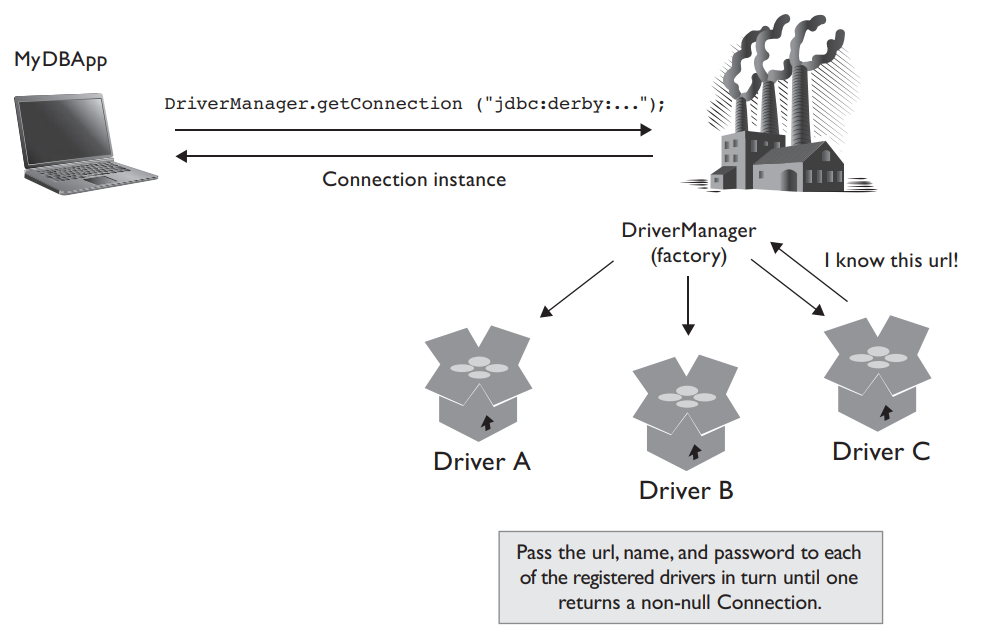 MyDBApp
DriverManager.getConnection ("jdbc:derby:...");
Connection instance
DriverManager
(factory)
I know this url!
Driver A
Driver B
Driver C
Pass the url, name, and password to each
of the registered drivers in turn until one
returns a non-null Connection.